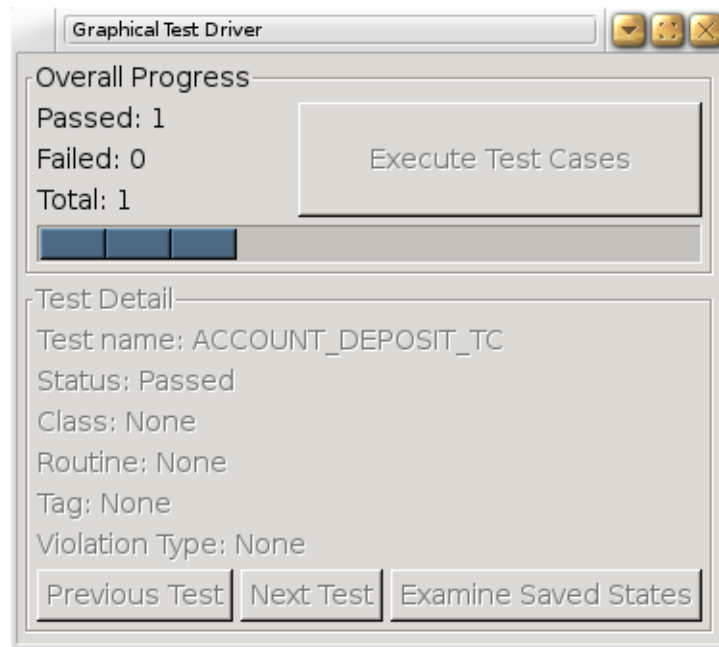 Graphical Test Driver
Overall Progress
Passed: 1
Failed: 0
Total: 1
Execute Test Cases
Test Detail
Test name: ACCOUNT_DEPOSIT_TC
Status: Passed
Class: None
Routine: None
Tag: None
Violation Type: None
Previous Test Next Test Examine Saved States